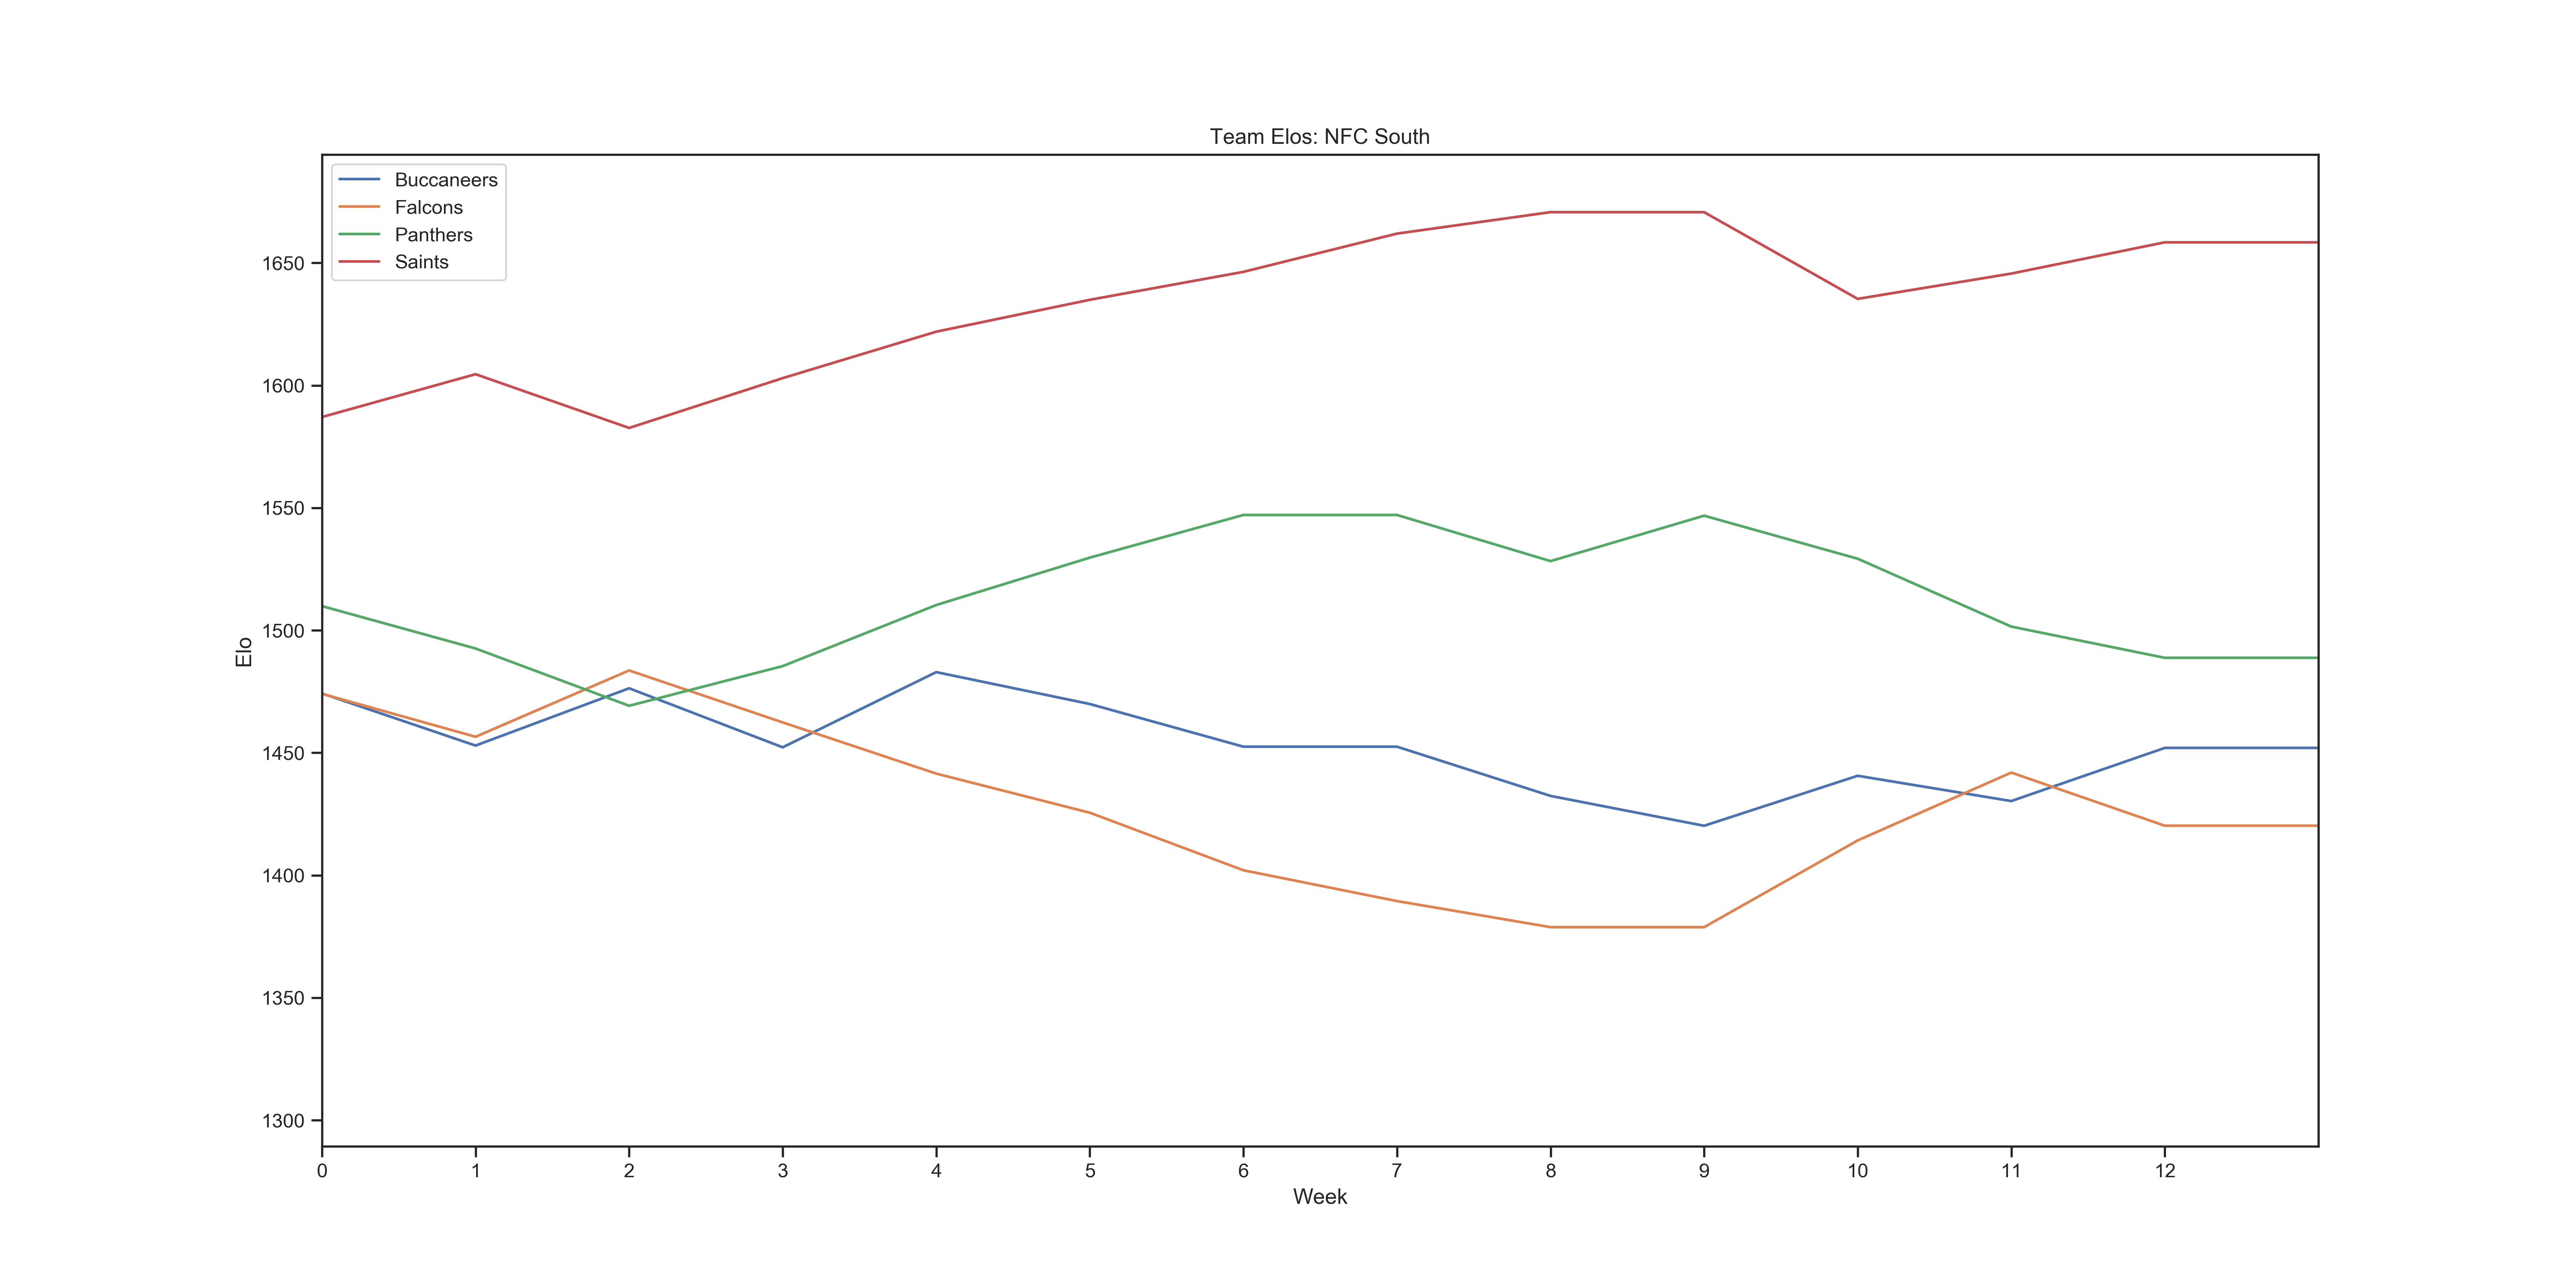 Team Elos: NFC South
Buccaneers
Falcons
Panthers
Saints
Elo
1650
1600
1550
1500
1450
1400
1350
1300
0 1 2 3 4 5 6 7 8 9 10 11 12
Week